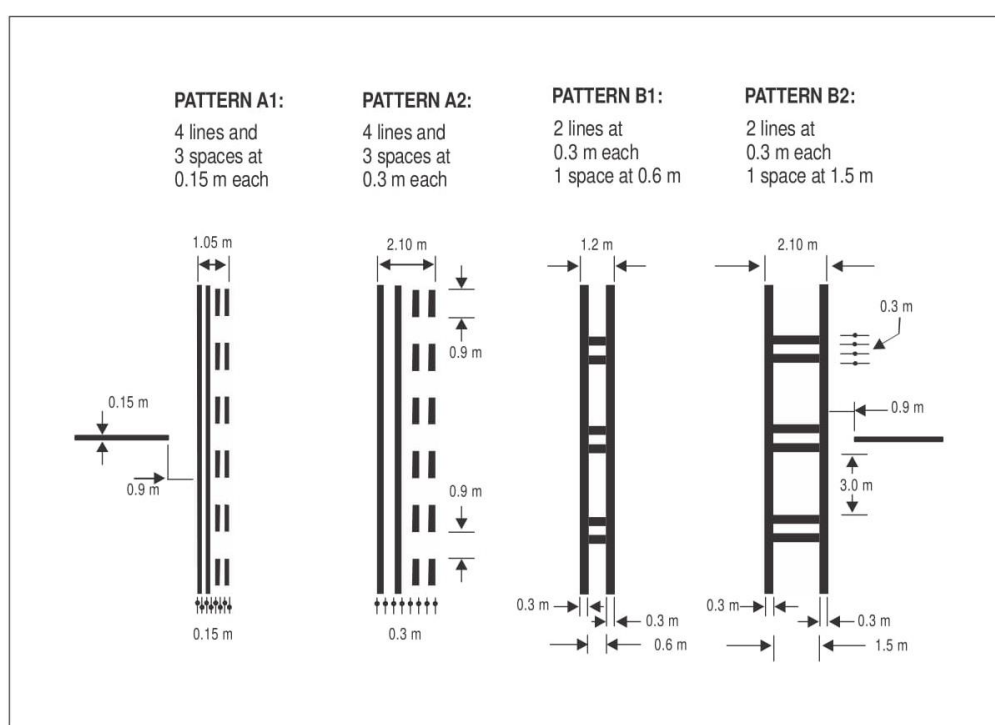 PATTERN A1:
4 lines and
3 spaces at
0.15 m each
PATTERN A2:
4 lines and
3 spaces at
0.3 m each
PATTERN B1:
2 lines at
0.3 m each
1 space at 0.6 m
PATTERN B2:
2 lines at
0.3 m each
1 space at 1.5 m
1.05 m
2.10 m
1.2 m
2.10 m
0.3 m
0.9 m
0.15 m
0.9 m
0.9 m
0.9 m
3.0 m
0.15 m
0.3 m
0.3 m
0.3 m
0.6 m
0.3 m
0.3 m
1.5 m